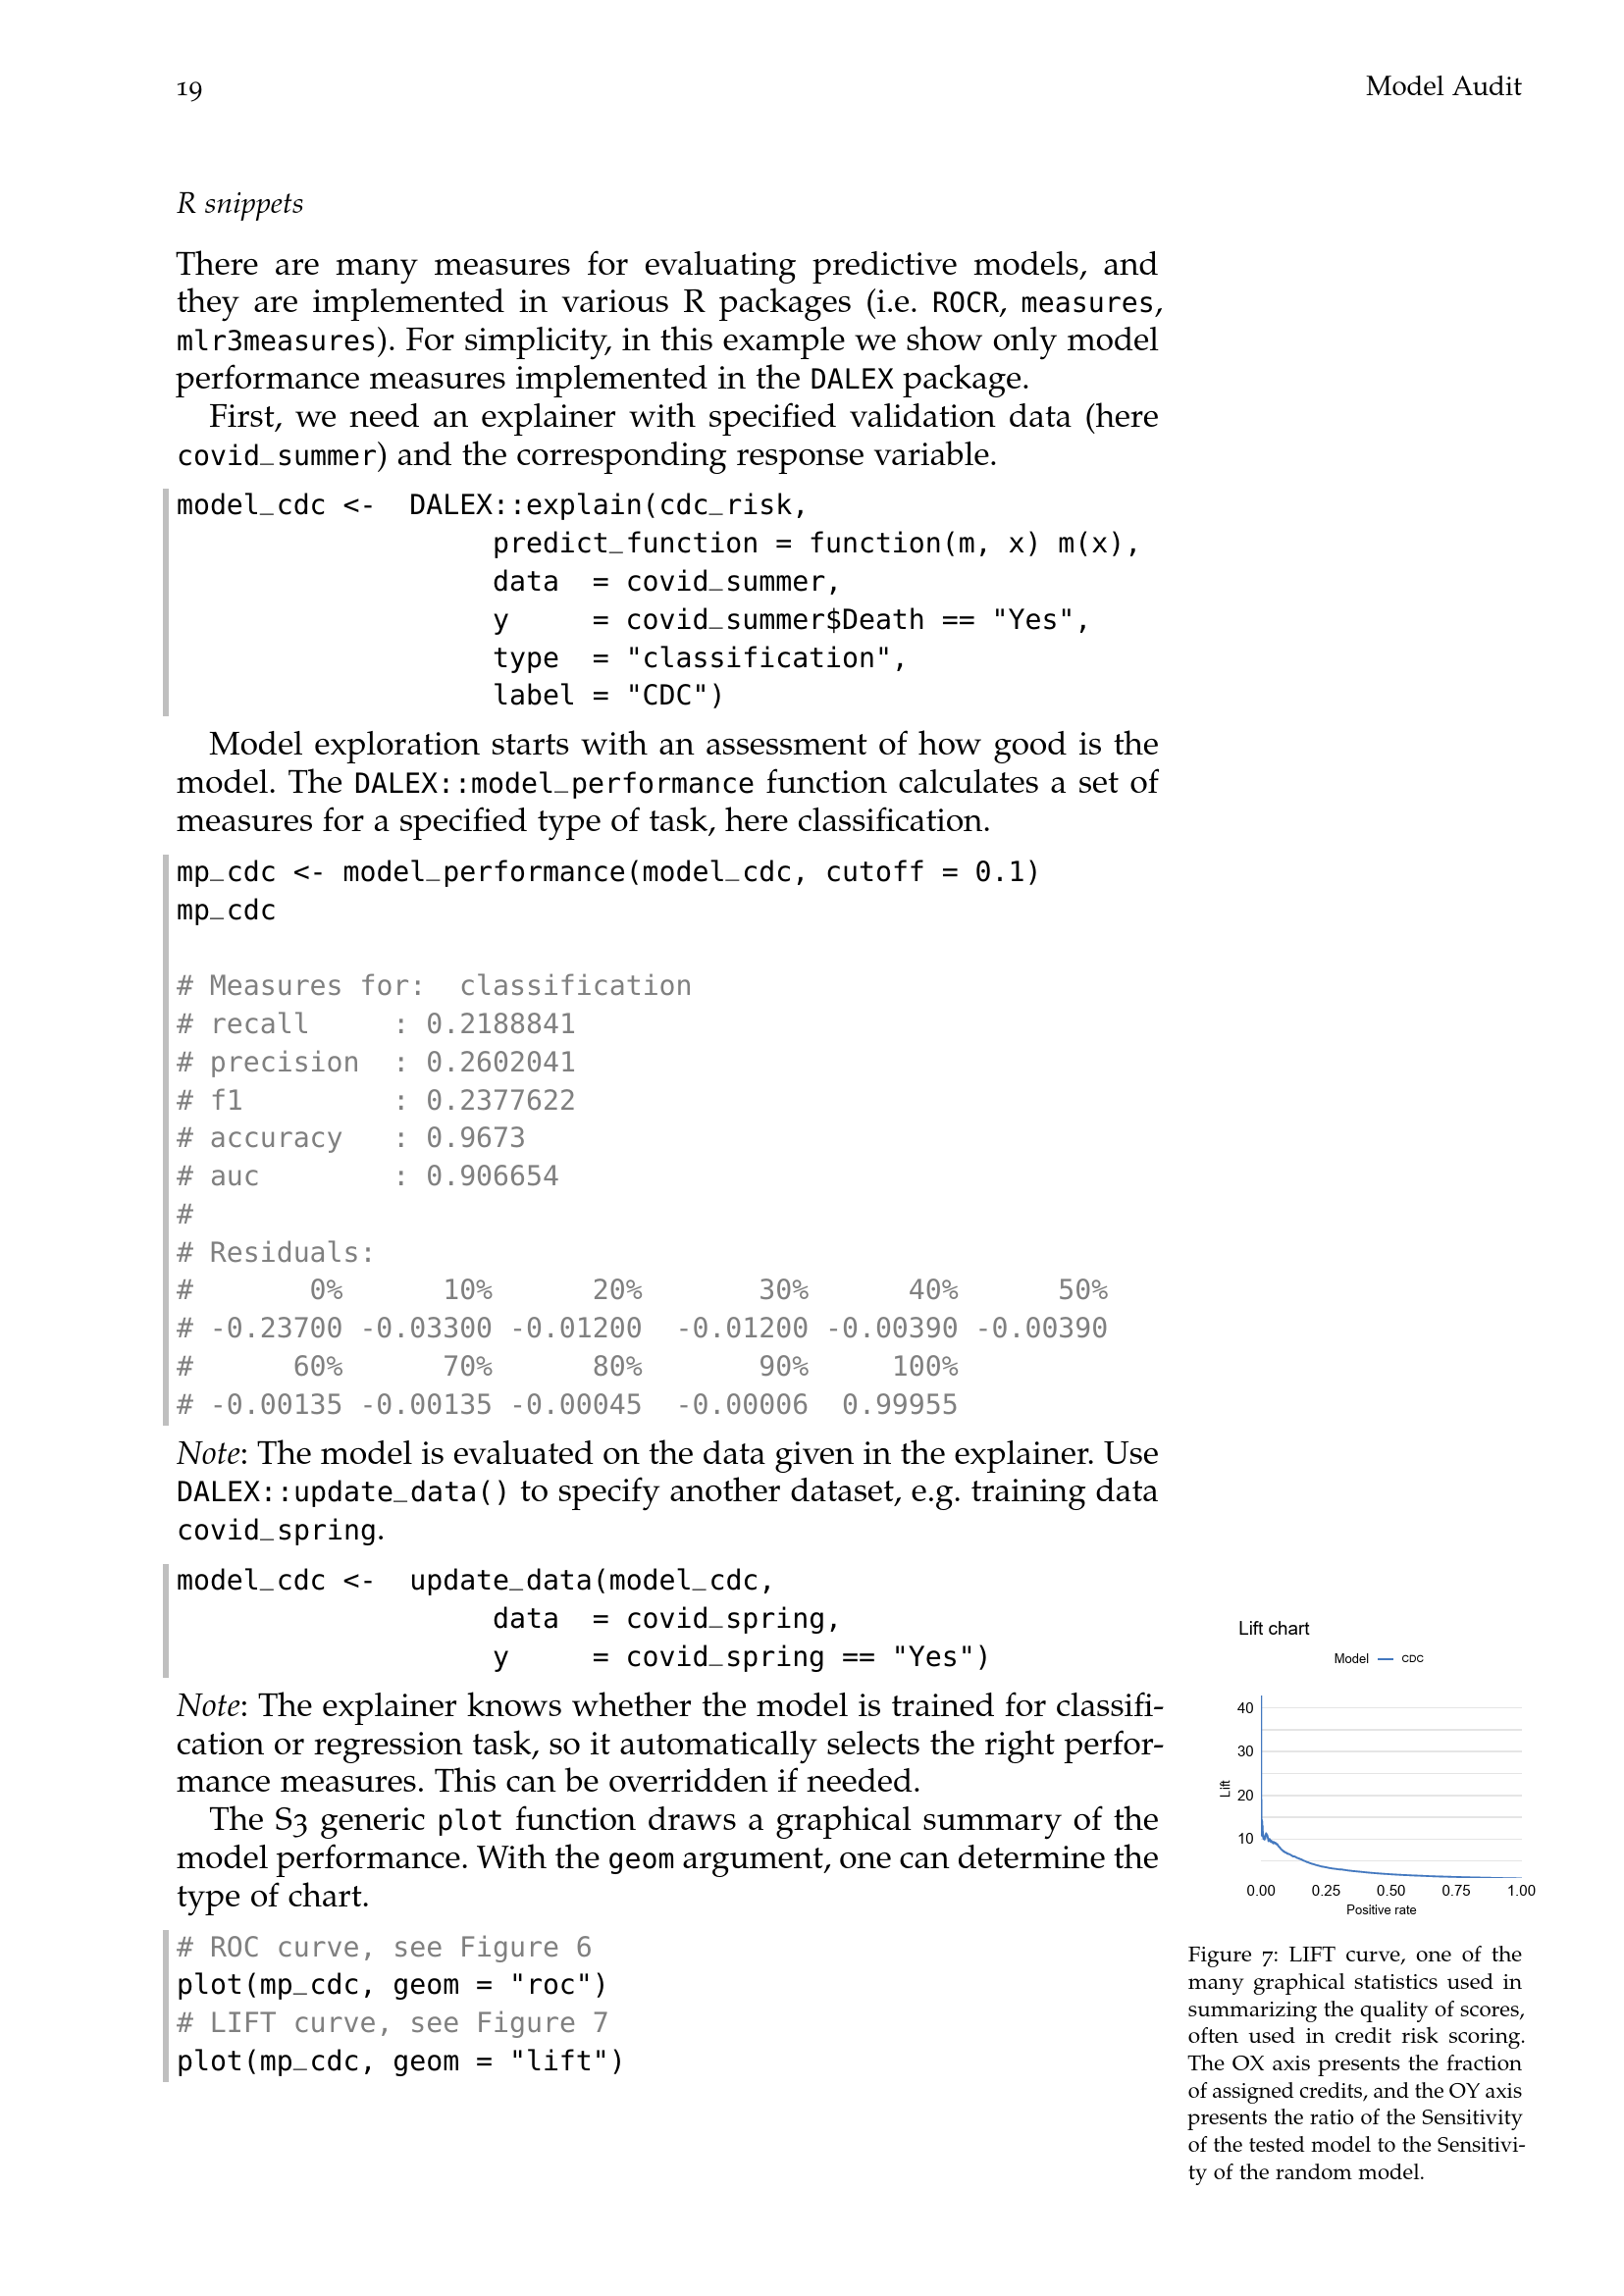 19
Model Audit
R snippets
There are many measures for evaluating predictive models, and
they are implemented in various R packages (i.e. ROCR, measures,
mlr3measures). For simplicity, in this example we show only model
performance measures implemented in the DALEX package.
First, we need an explainer with specified validation data (here
covid_summer) and the corresponding response variable.
model_cdc <-  DALEX::explain(cdc_risk,
                   predict_function = function(m, x) m(x),
                   data  = covid_summer,
                   y     = covid_summer$Death == "Yes",
                   type  = "classification",
                   label = "CDC")
Model exploration starts with an assessment of how good is the
model. The DALEX::model_performance function calculates a set of
measures for a specified type of task, here classification.
mp_cdc <- model_performance(model_cdc, cutoff = 0.1)
mp_cdc
# Measures for:  classification
# recall     : 0.2188841
# precision  : 0.2602041
# f1         : 0.2377622
# accuracy   : 0.9673
# auc        : 0.906654
#
# Residuals:
#       0%      10%      20%       30%      40%      50%
# -0.23700 -0.03300 -0.01200  -0.01200 -0.00390 -0.00390
#      60%      70%      80%       90%     100%
# -0.00135 -0.00135 -0.00045  -0.00006  0.99955
Note: The model is evaluated on the data given in the explainer. Use
DALEX::update_data() to specify another dataset, e.g. training data
covid_spring.
model_cdc <-  update_data(model_cdc,
                   data  = covid_spring,
                   y     = covid_spring == "Yes")
Note: The explainer knows whether the model is trained for classifi-
cation or regression task, so it automatically selects the right perfor-
mance measures. This can be overridden if needed.
The S3 generic plot function draws a graphical summary of the
model performance. With the geom argument, one can determine the
type of chart.
# ROC curve, see Figure 6
plot(mp_cdc, geom = "roc")
# LIFT curve, see Figure 7
plot(mp_cdc, geom = "lift")
Lift chart
Model CDC
40
30
20
10
Lift
0.00 0.25 0.50 0.75 1.00
Positive rate
Figure 7: LIFT curve, one of the
many graphical statistics used in
summarizing the quality of scores,
often used in credit risk scoring.
The OX axis presents the fraction
of assigned credits, and the OY axis
presents the ratio of the Sensitivity
of the tested model to the Sensitivi-
ty of the random model.